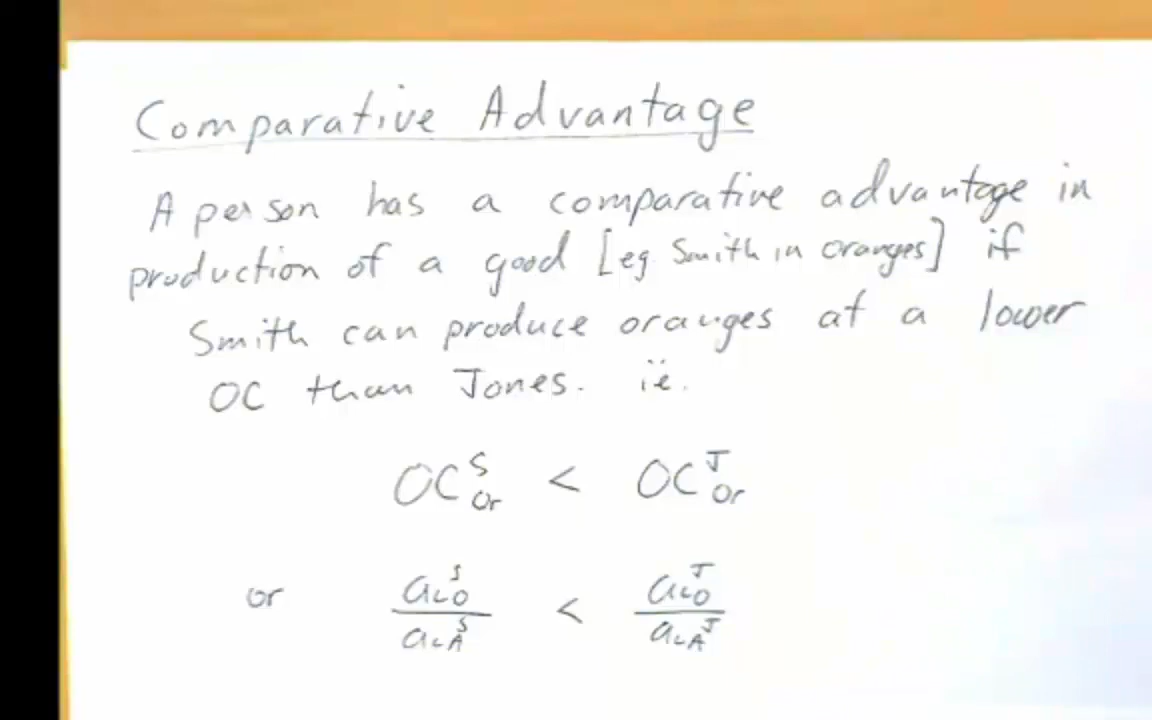 Comparative Advantage
A person has a comparative advantage in
production of a good [eg Smith in oranges] if
Smith can produce oranges at a lower
OC than Jones. ie.
OC^S_Or < OC^J_Or
or a_LO^S / a_LA^S < a_LO^J / a_LA^J